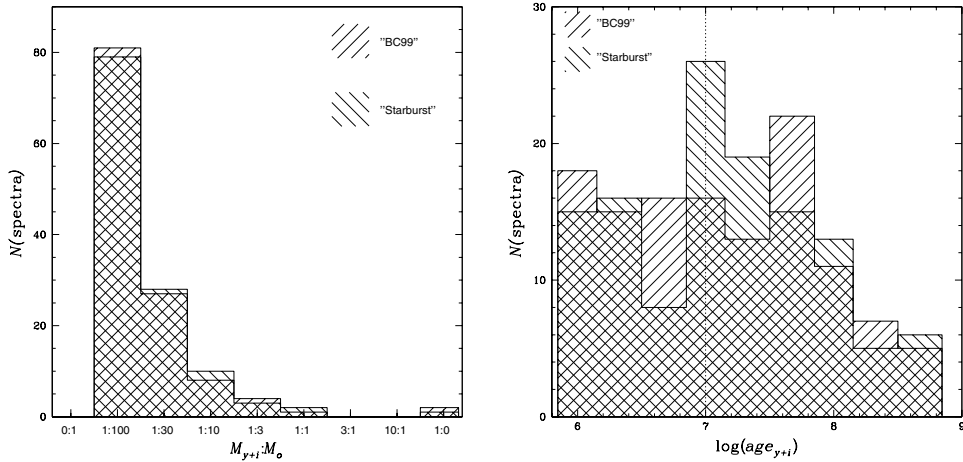 80
60
40
20
0
N(spectra)
"BC99"
"Starburst"
0:1 1:100 1:30 1:10 1:3 1:1 3:1 10:1 1:0
M_{y+i}:M_o
30
20
10
0
N(spectra)
"BC99"
"Starburst"
6 7 8 9
log(age_{y+i})